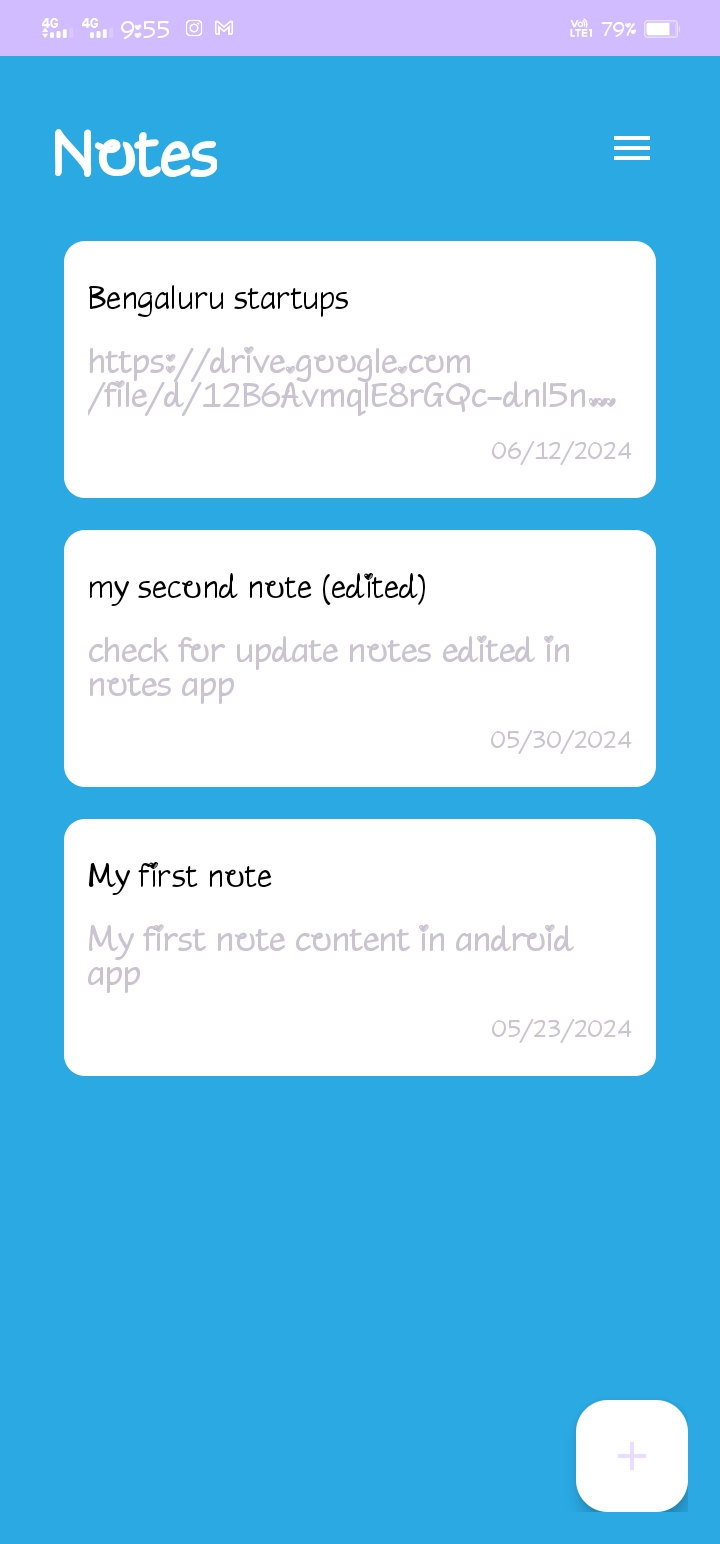 4G 4G 9:55 Vo) LTE1 79%
Notes
Bengaluru startups
https://drive.google.com
/file/d/12B6AvmqlE8rGQc-dnl5n...
06/12/2024
my second note (edited)
check for update notes edited in
notes app
05/30/2024
My first note
My first note content in android
app
05/23/2024